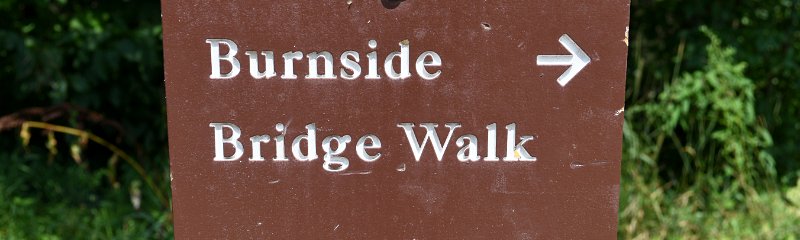 Burnside →
Bridge Walk